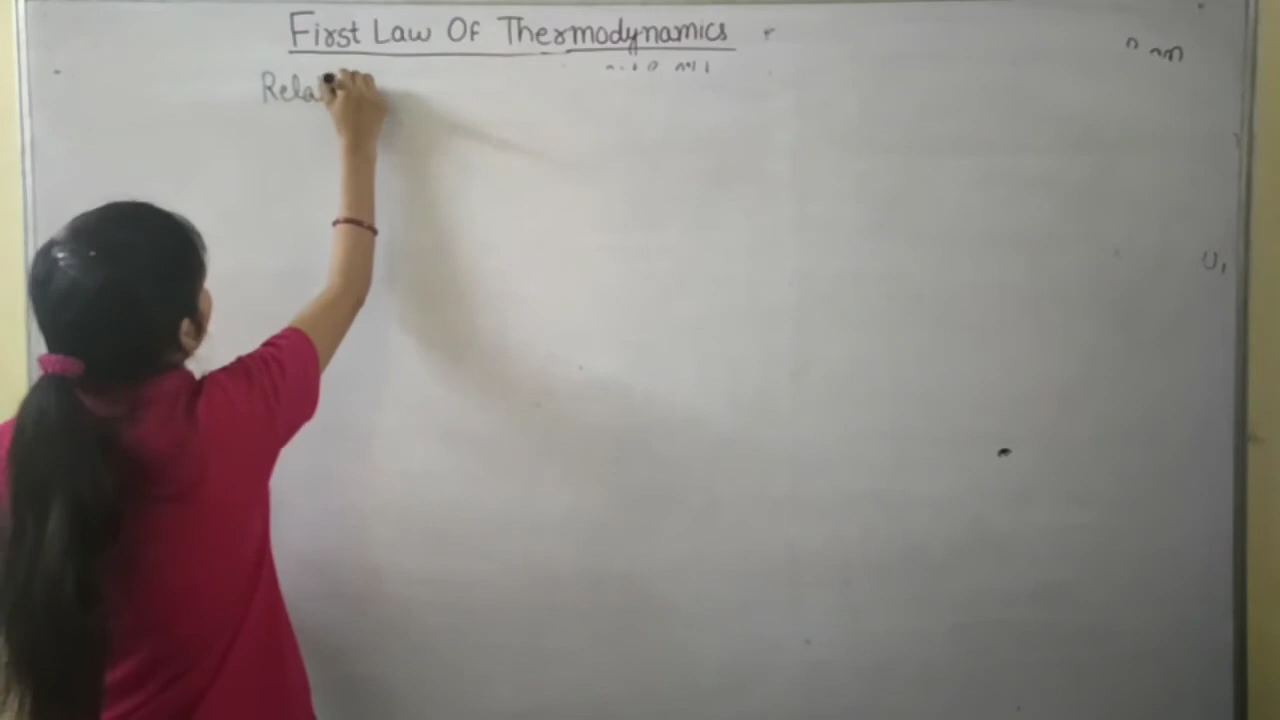 First Law Of Thermodynamics
Rela
U,